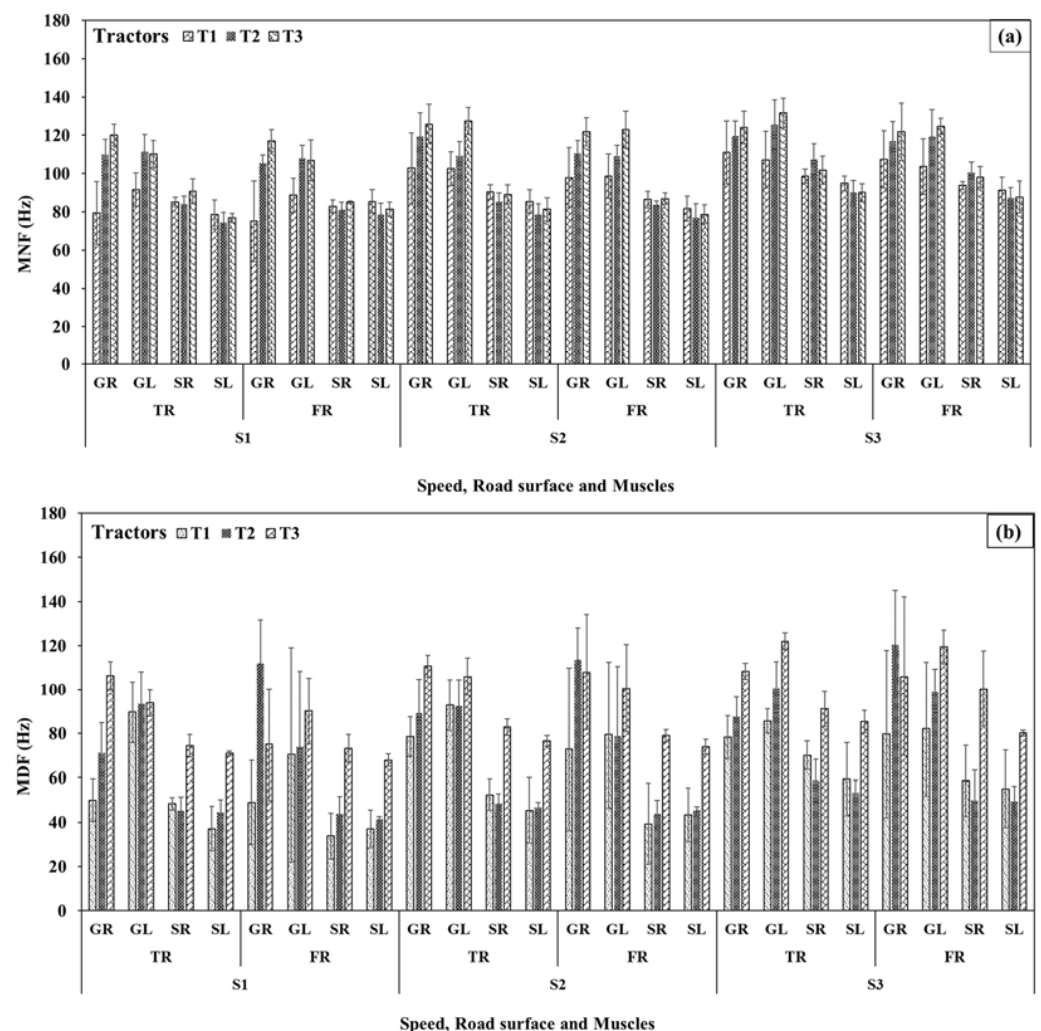 180
160
140
120
100
80
60
40
20
0
MNF (Hz)
Tractors T1 T2 T3
(a)
GR GL SR SL GR GL SR SL GR GL SR SL GR GL SR SL GR GL SR SL GR GL SR SL
TR FR TR FR TR FR
S1 S2 S3
Speed, Road surface and Muscles
180
160
140
120
100
80
60
40
20
0
MDF (Hz)
Tractors T1 T2 T3
(b)
GR GL SR SL GR GL SR SL GR GL SR SL GR GL SR SL GR GL SR SL GR GL SR SL
TR FR TR FR TR FR
S1 S2 S3
Speed, Road surface and Muscles